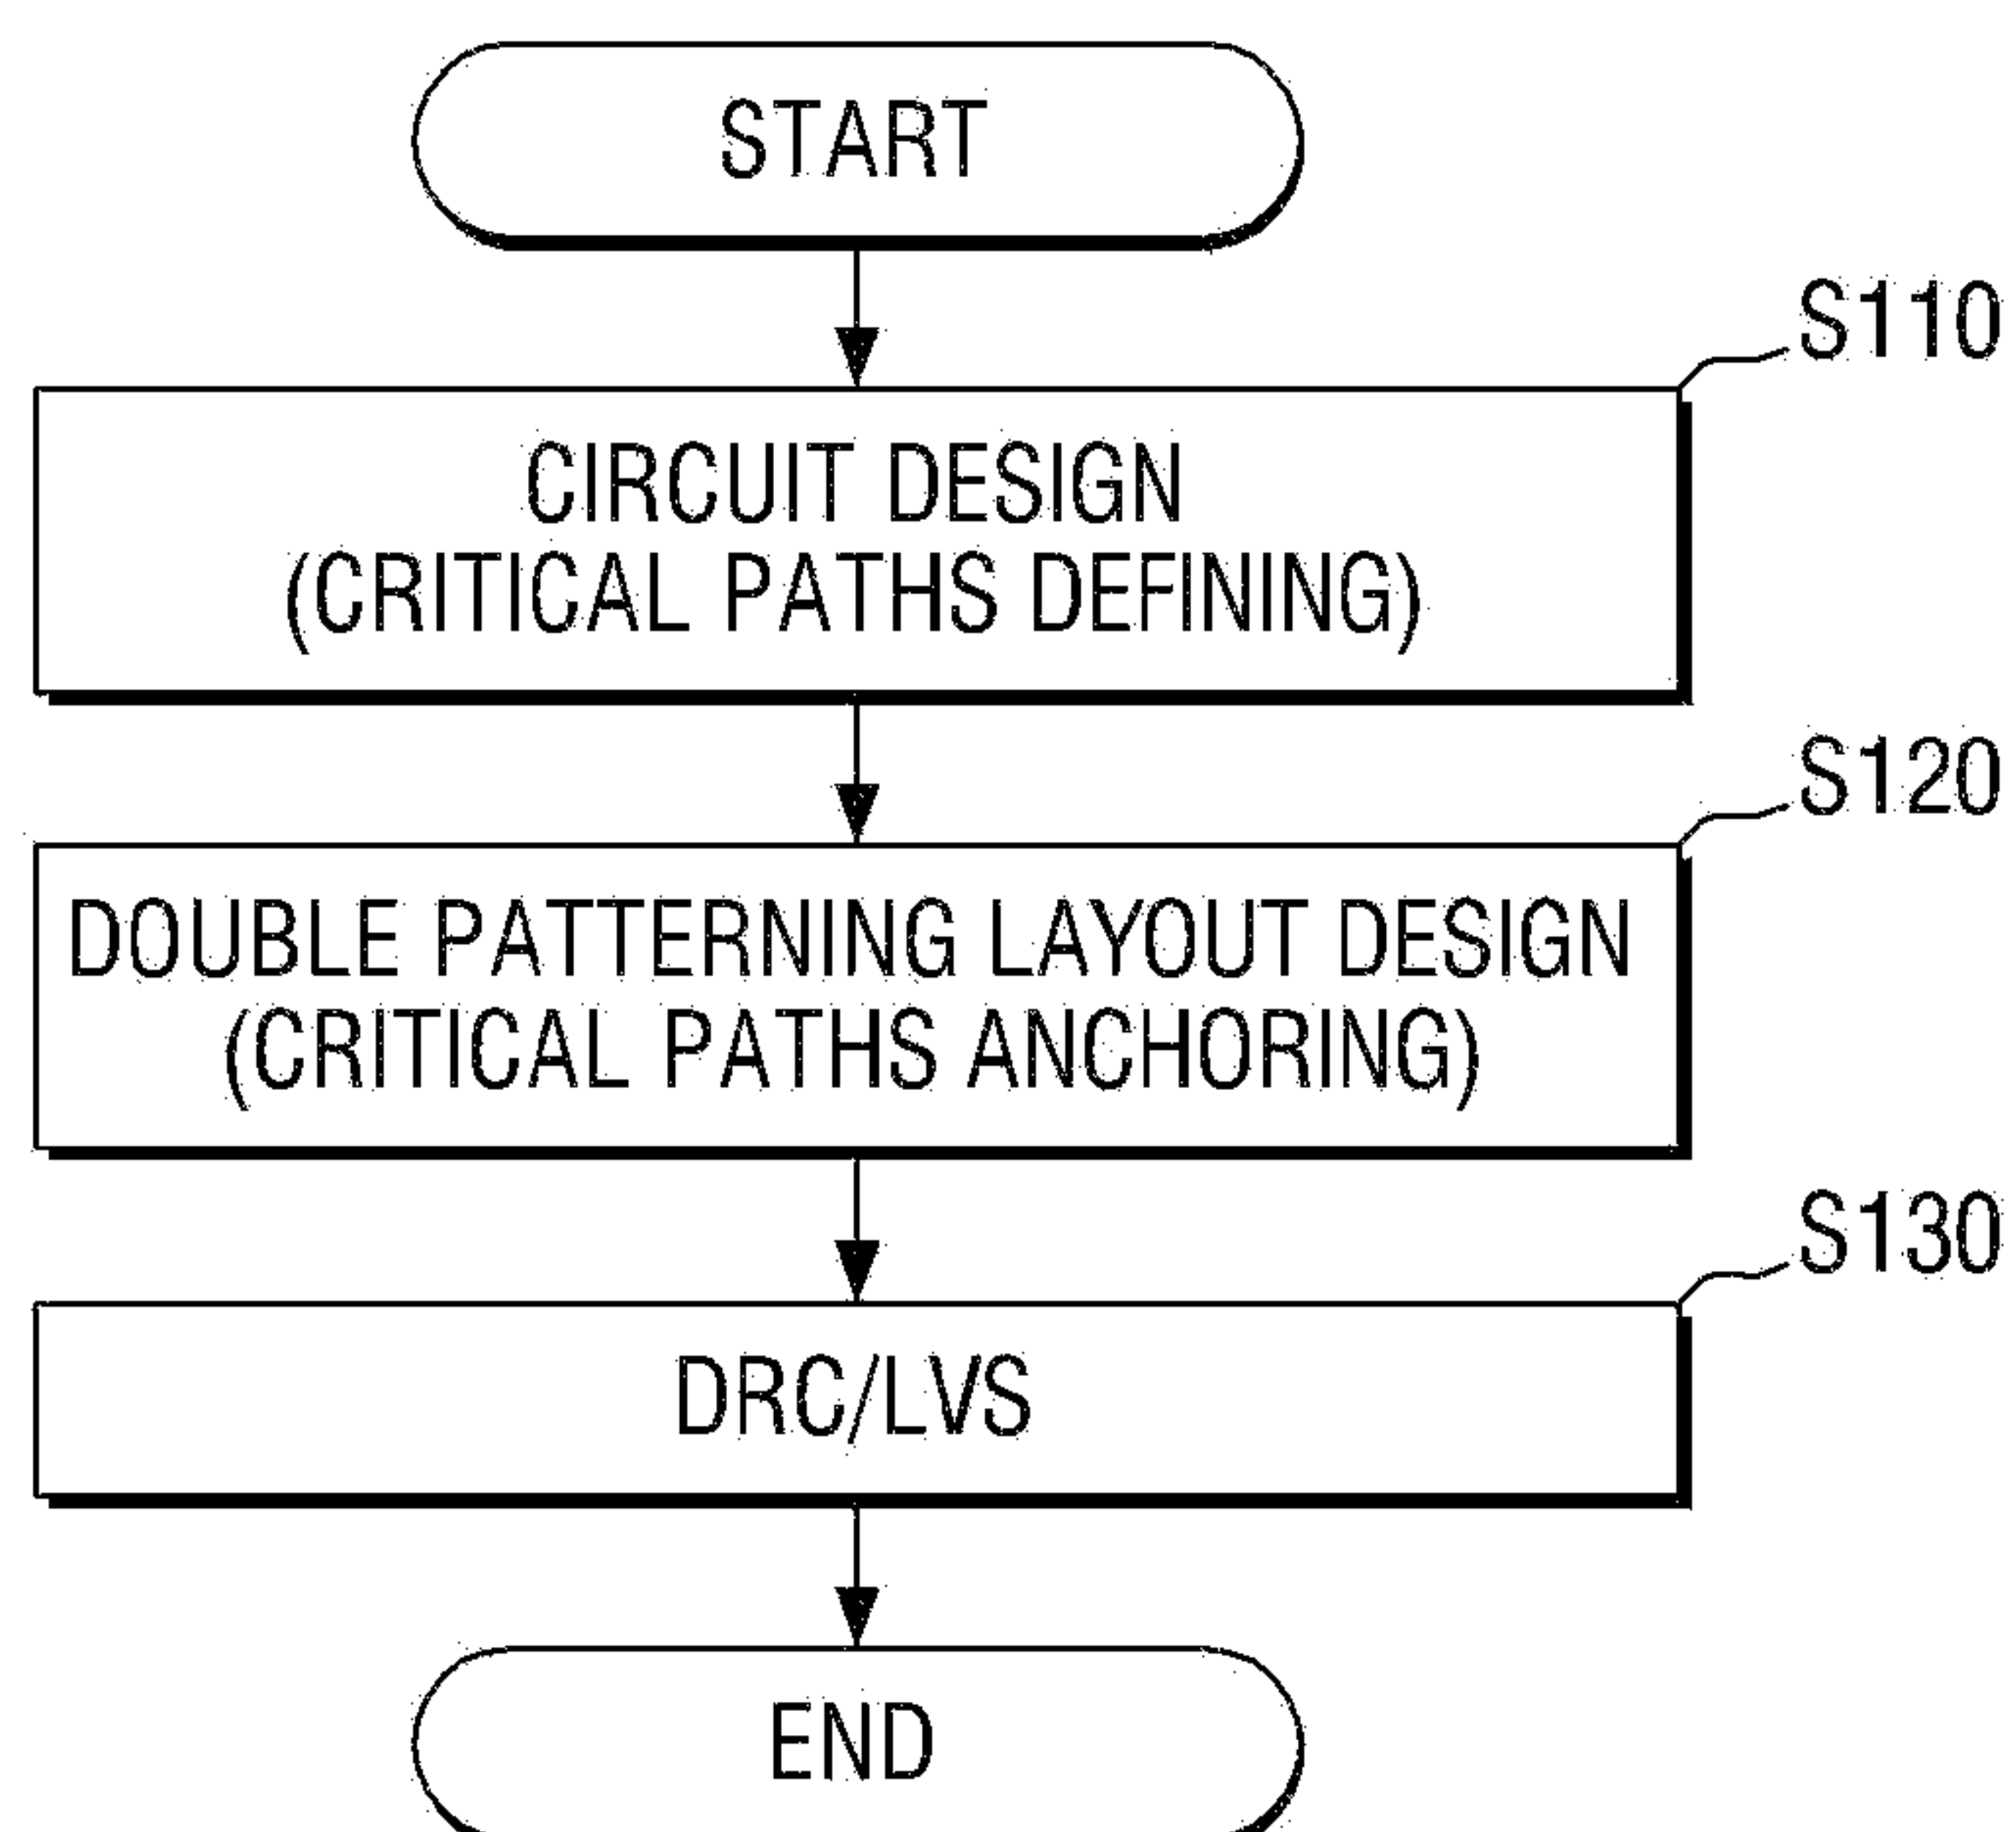 START
S110
CIRCUIT DESIGN
(CRITICAL PATHS DEFINING)
S120
DOUBLE PATTERNING LAYOUT DESIGN
(CRITICAL PATHS ANCHORING)
S130
DRC/LVS
END